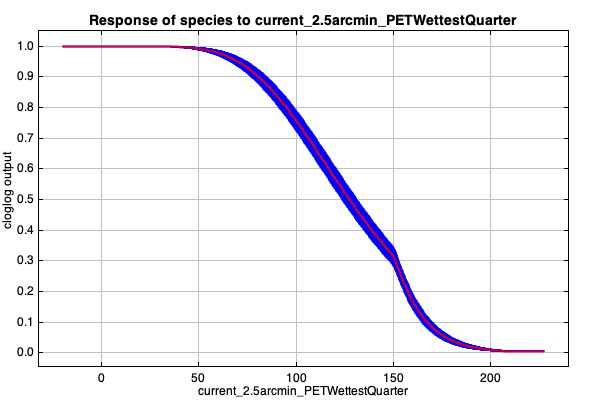 Response of species to current_2.5arcmin_PETWettestQuarter
cloglog output
1.0
0.9
0.8
0.7
0.6
0.5
0.4
0.3
0.2
0.1
0.0
0 50 100 150 200
current_2.5arcmin_PETWettestQuarter